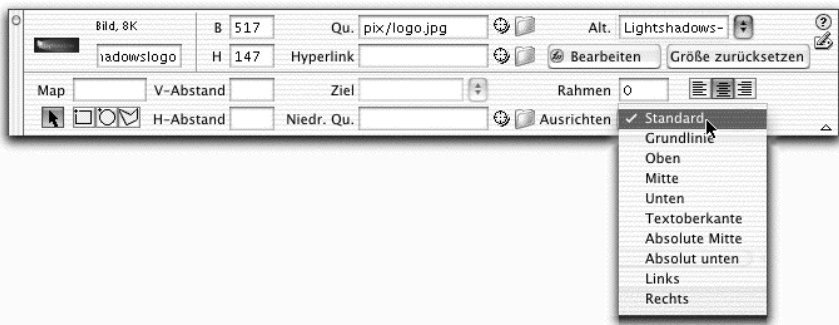 Bild, 8K B 517 Qu. pix/logo.jpg Alt. Lightshadows-
ıadowslogo H 147 Hyperlink Bearbeiten Größe zurücksetzen
Map V-Abstand Ziel Rahmen 0
H-Abstand Niedr. Qu. Ausrichten ✓ Standard
Grundlinie
Oben
Mitte
Unten
Textoberkante
Absolute Mitte
Absolut unten
Links
Rechts